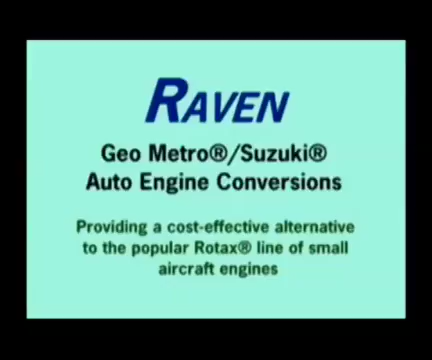 RAVEN
Geo Metro®/Suzuki®
Auto Engine Conversions
Providing a cost-effective alternative
to the popular Rotax® line of small
aircraft engines